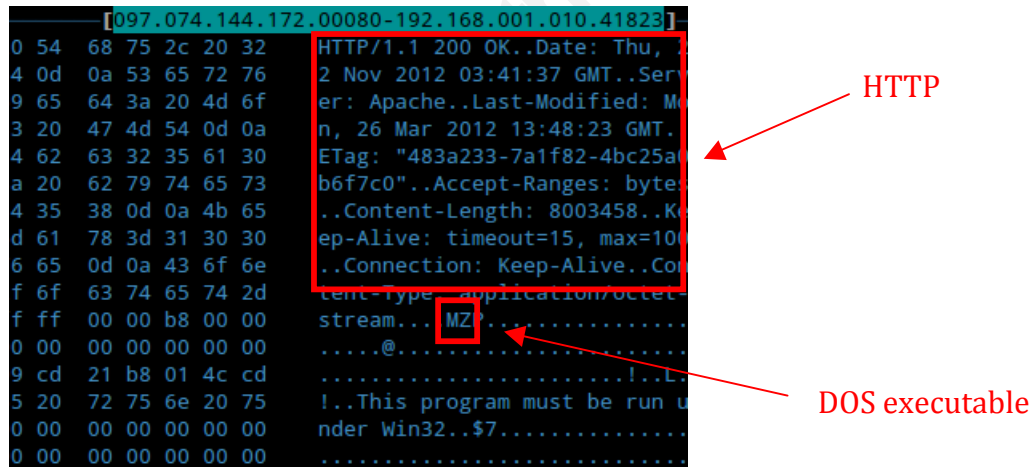 [097.074.144.172.00080-192.168.001.010.41823]
0 54 68 75 2c 20 32 HTTP/1.1 200 OK..Date: Thu, 2
4 0d 0a 53 65 72 76 2 Nov 2012 03:41:37 GMT..Serv
9 65 64 3a 20 4d 6f er: Apache..Last-Modified: Mo
3 20 47 4d 54 0d 0a n, 26 Mar 2012 13:48:23 GMT.
4 62 63 32 35 61 30 ETag: "483a233-7a1f82-4bc25a0
a 20 62 79 74 65 73 b6f7c0"..Accept-Ranges: bytes
4 35 38 0d 0a 4b 65 ..Content-Length: 8003458..Ke
d 61 78 3d 31 30 30 ep-Alive: timeout=15, max=100
6 65 0d 0a 43 6f 6e ..Connection: Keep-Alive..Con
f 6f 63 74 65 74 2d tent-Type: application/octet-
f ff 00 00 b8 00 00 stream....MZP................
0 00 00 00 00 00 00 .....@.......................
9 cd 21 b8 01 4c cd .........................!..L.
5 20 72 75 6e 20 75 !..This program must be run u
0 00 00 00 00 00 00 nder Win32..$7...............
0 00 00 00 00 00 00 .............................
HTTP
DOS executable